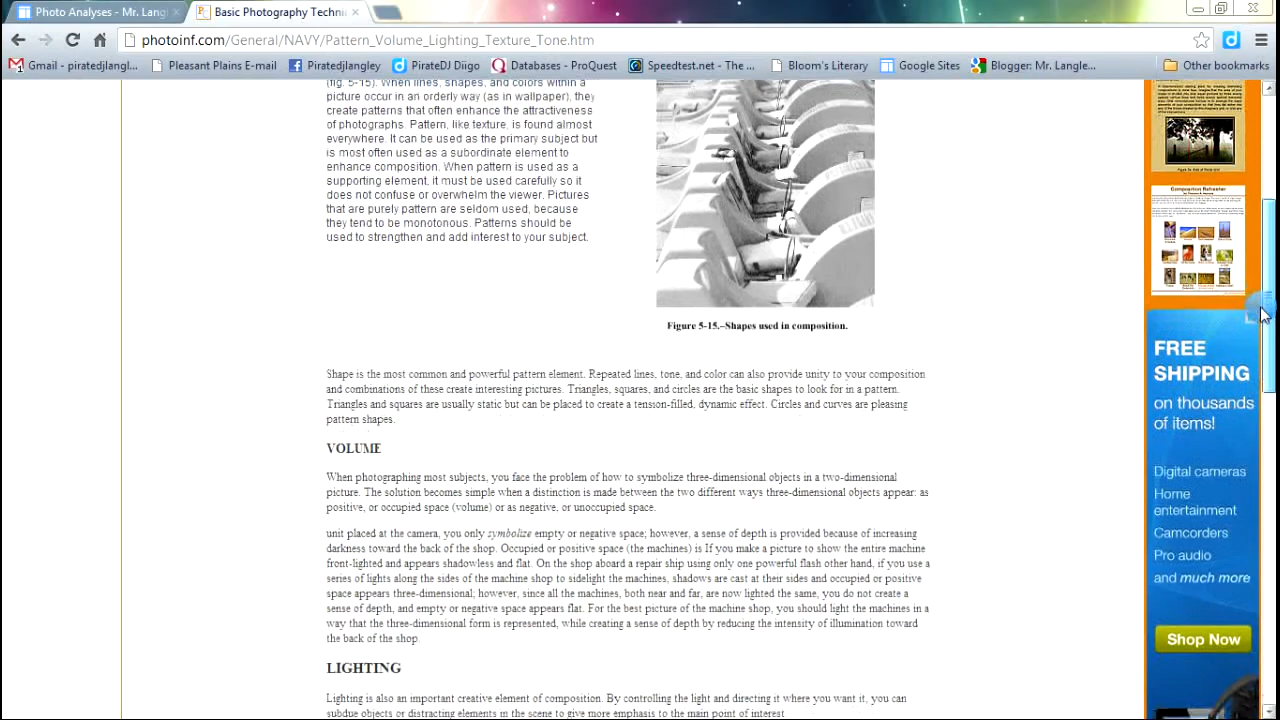 Photo Analyses - Mr. Langl
Basic Photography Techni
photoinf.com/General/NAVY/Pattern_Volume_Lighting_Texture_Tone.htm
Gmail - piratedjlangl... Pleasant Plains E-mail Piratedjlangley PirateDJ Diigo Databases - ProQuest Speedtest.net - The ... Bloom's Literary Google Sites Blogger: Mr. Langle... Other bookmarks
(fig. 5-15). When lines, shapes, and colors within a
picture occur in an orderly way (as in wallpaper), they
create patterns that often enhance the attractiveness
of photographs. Pattern, like texture, is found almost
everywhere. It can be used as the primary subject but
is most often used as a subordinate element to
enhance composition. When pattern is used as a
supporting element, it must be used carefully so it
does not confuse or overwhelm the viewer. Pictures
that are purely pattern are seldom used, because
they tend to be monotonous. Patterns should be
used to strengthen and add interest to your subject.
Figure 5-15.–Shapes used in composition.
Shape is the most common and powerful pattern element. Repeated lines, tone, and color can also provide unity to your composition
and combinations of these create interesting pictures. Triangles, squares, and circles are the basic shapes to look for in a pattern.
Triangles and squares are usually static but can be placed to create a tension-filled, dynamic effect. Circles and curves are pleasing
pattern shapes.
VOLUME
When photographing most subjects, you face the problem of how to symbolize three-dimensional objects in a two-dimensional
picture. The solution becomes simple when a distinction is made between the two different ways three-dimensional objects appear: as
positive, or occupied space (volume) or as negative, or unoccupied space.
unit placed at the camera, you only symbolize empty or negative space; however, a sense of depth is provided because of increasing
darkness toward the back of the shop. Occupied or positive space (the machines) is If you make a picture to show the entire machine
front-lighted and appears shadowless and flat. On the shop aboard a repair ship using only one powerful flash other hand, if you use a
series of lights along the sides of the machine shop to sidelight the machines, shadows are cast at their sides and occupied or positive
space appears three-dimensional; however, since all the machines, both near and far, are now lighted the same, you do not create a
sense of depth, and empty or negative space appears flat. For the best picture of the machine shop, you should light the machines in a
way that the three-dimensional form is represented, while creating a sense of depth by reducing the intensity of illumination toward
the back of the shop.
LIGHTING
Lighting is also an important creative element of composition. By controlling the light and directing it where you want it, you can
subdue objects or distracting elements in the scene to give more emphasis to the main point of interest
FREE
SHIPPING
on thousands
of items!
Digital cameras
Home
entertainment
Camcorders
Pro audio
and much more
Shop Now